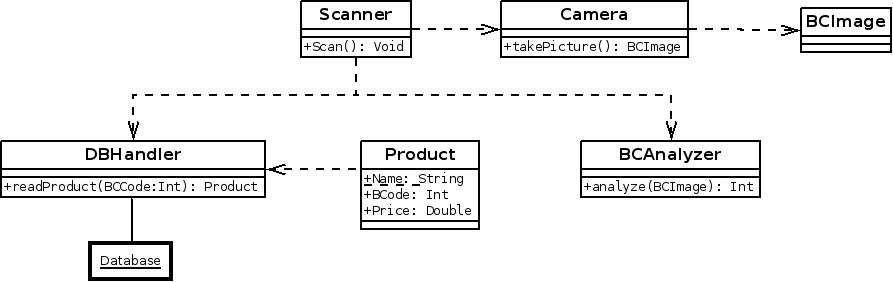 Scanner
+Scan(): Void
Camera
+takePicture(): BCImage
BCImage
DBHandler
+readProduct(BCCode:Int): Product
Product
+Name: String
+BCode: Int
+Price: Double
BCAnalyzer
+analyze(BCImage): Int
Database